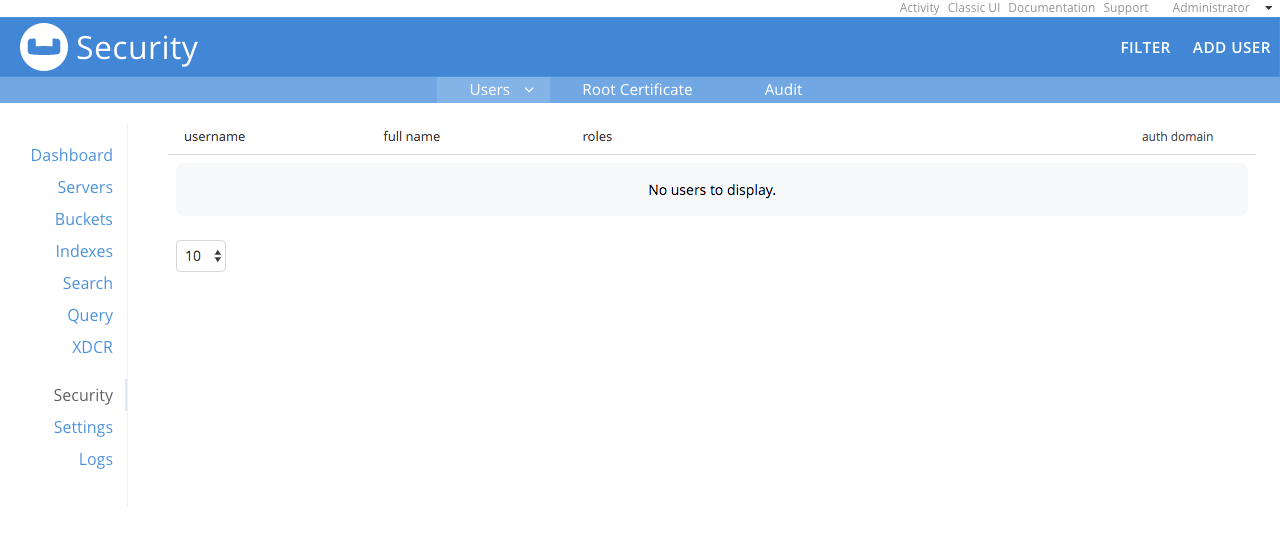 Activity Classic UI Documentation Support Administrator
Security
FILTER ADD USER
Users Root Certificate Audit
username full name roles auth domain
No users to display.
10
Dashboard
Servers
Buckets
Indexes
Search
Query
XDCR
Security
Settings
Logs